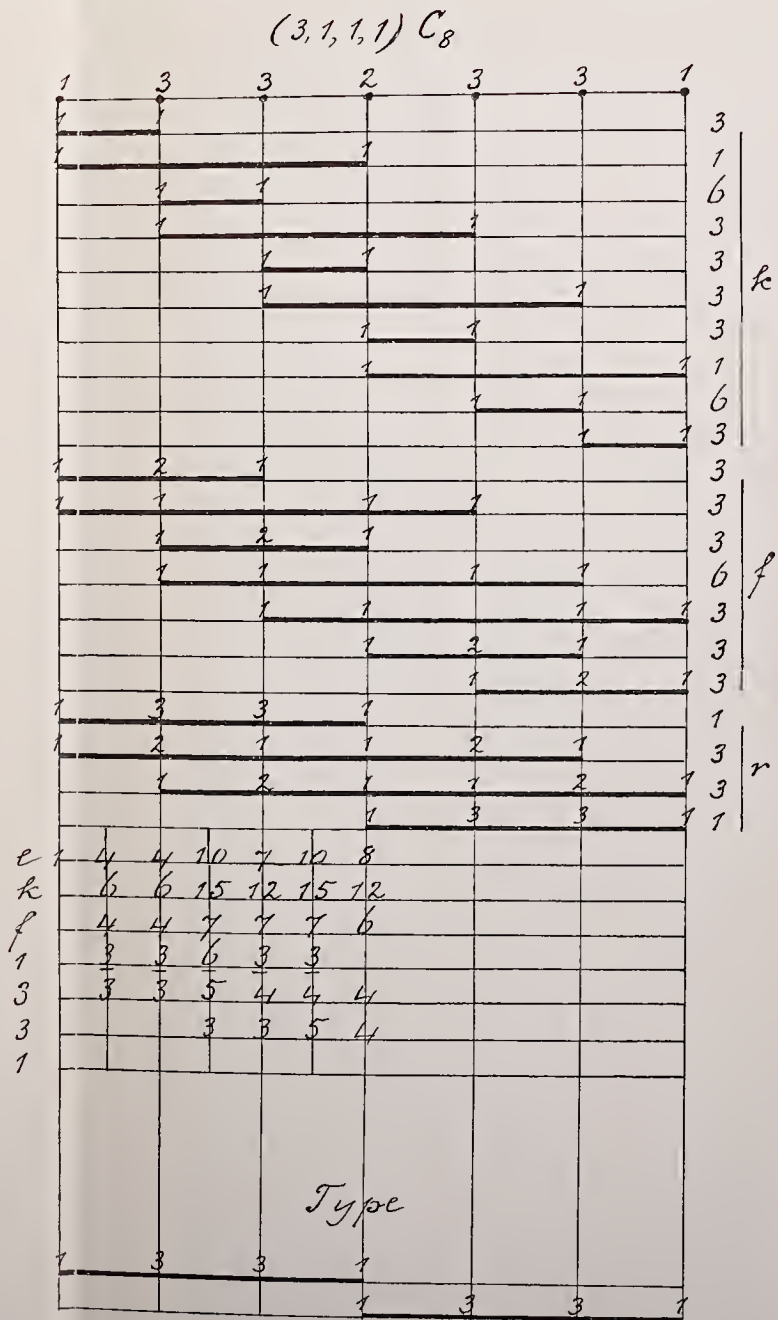 (3,1,1,1) C8
1 3 3 2 3 3 1
1 1 3
1 1 1
1 1 6
1 1 3
1 1 3
1 1 3
k
1 1 3
1 1 1
1 1 6
1 1 3
1 2 1 3
1 1 1 1 3
1 2 1 3
1 1 1 1 6
f
1 1 1 1 3
1 2 1 3
1 2 1 3
1 3 3 1 1
1 2 1 1 2 1 3
r
1 2 1 1 2 1 3
1 3 3 1 1
e 1 4 4 10 7 10 8
k 6 6 15 12 15 12
f 4 4 7 7 7 6
1 3 3 6 3 3
3 3 3 5 4 4 4
3 3 3 5 4
1
Type
1 3 3 1
1 3 3 1